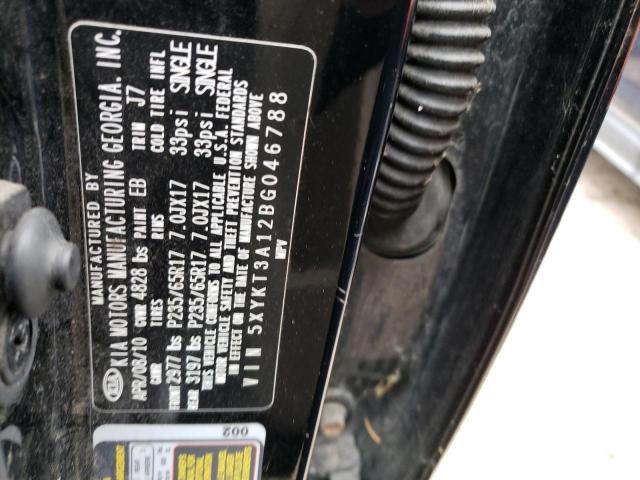 MANUFACTURED BY
KIA KIA MOTORS MANUFACTURING GEORGIA. INC.
APR/08/10 GVWR 4828 lbs PAINT EB TRIM J7
GAWR TIRES RIMS COLD TIRE INFL
FRONT 2977 lbs P235/65R17 7.0JX17 33psi SINGLE
REAR 3197 lbs P235/65R17 7.0JX17 33psi SINGLE
THIS VEHICLE CONFORMS TO ALL APPLICABLE U.S.A. FEDERAL
MOTOR VEHICLE SAFETY AND THEFT PREVENTION STANDARDS
IN EFFECT ON THE DATE OF MANUFACTURE SHOWN ABOVE
VIN 5XYKT3A12BG046788
MPV
002